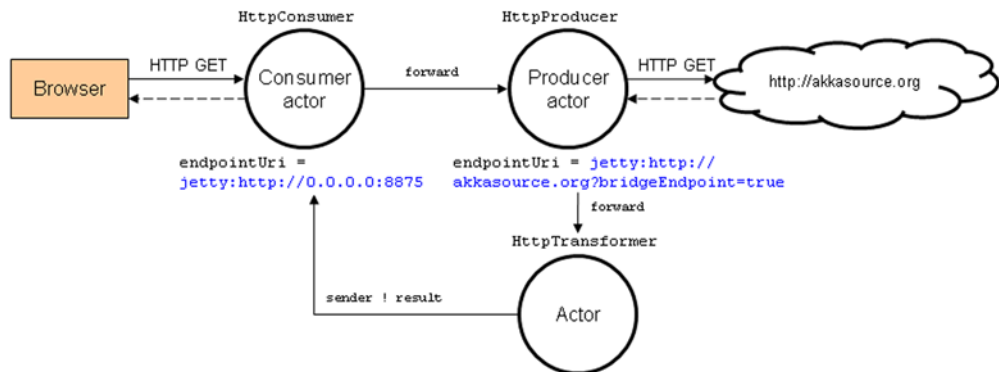 HttpConsumer
HttpProducer
Browser
HTTP GET
Consumer
actor
forward
Producer
actor
HTTP GET
http://akkasource.org
endpointUri =
jetty:http://0.0.0.0:8875
endpointUri = jetty:http://
akkasource.org?bridgeEndpoint=true
forward
HttpTransformer
sender ! result
Actor